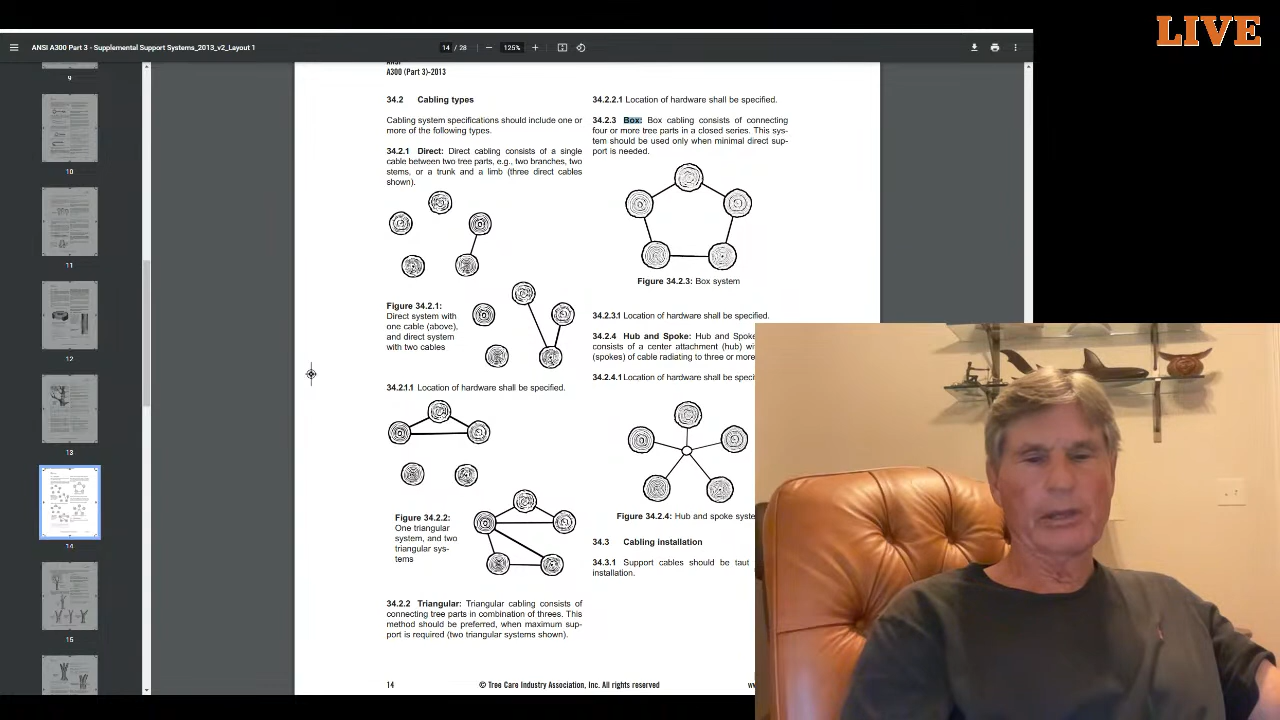 LIVE
ANSI A300 Part 3 - Supplemental Support Systems_2013_v2_Layout 1
14 / 28
125%
9
10
11
12
13
14
15
A300 (Part 3)-2013
34.2 Cabling types
Cabling system specifications should include one or
more of the following types.
34.2.1 Direct: Direct cabling consists of a single
cable between two tree parts, e.g., two branches, two
stems, or a trunk and a limb (three direct cables
shown).
Figure 34.2.1:
Direct system with
one cable (above),
and direct system
with two cables
34.2.1.1 Location of hardware shall be specified.
Figure 34.2.2:
One triangular
system, and two
triangular sys-
tems
34.2.2 Triangular: Triangular cabling consists of
connecting tree parts in combination of threes. This
method should be preferred, when maximum sup-
port is required (two triangular systems shown).
34.2.2.1 Location of hardware shall be specified.
34.2.3 Box: Box cabling consists of connecting
four or more tree parts in a closed series. This sys-
tem should be used only when minimal direct sup-
port is needed.
Figure 34.2.3: Box system
34.2.3.1 Location of hardware shall be specified.
34.2.4 Hub and Spoke: Hub and Spoke
consists of a center attachment (hub) wi
(spokes) of cable radiating to three or more
34.2.4.1 Location of hardware shall be speci
Figure 34.2.4: Hub and spoke syste
34.3 Cabling installation
34.3.1 Support cables should be taut
installation.
14
© Tree Care Industry Association, Inc. All rights reserved